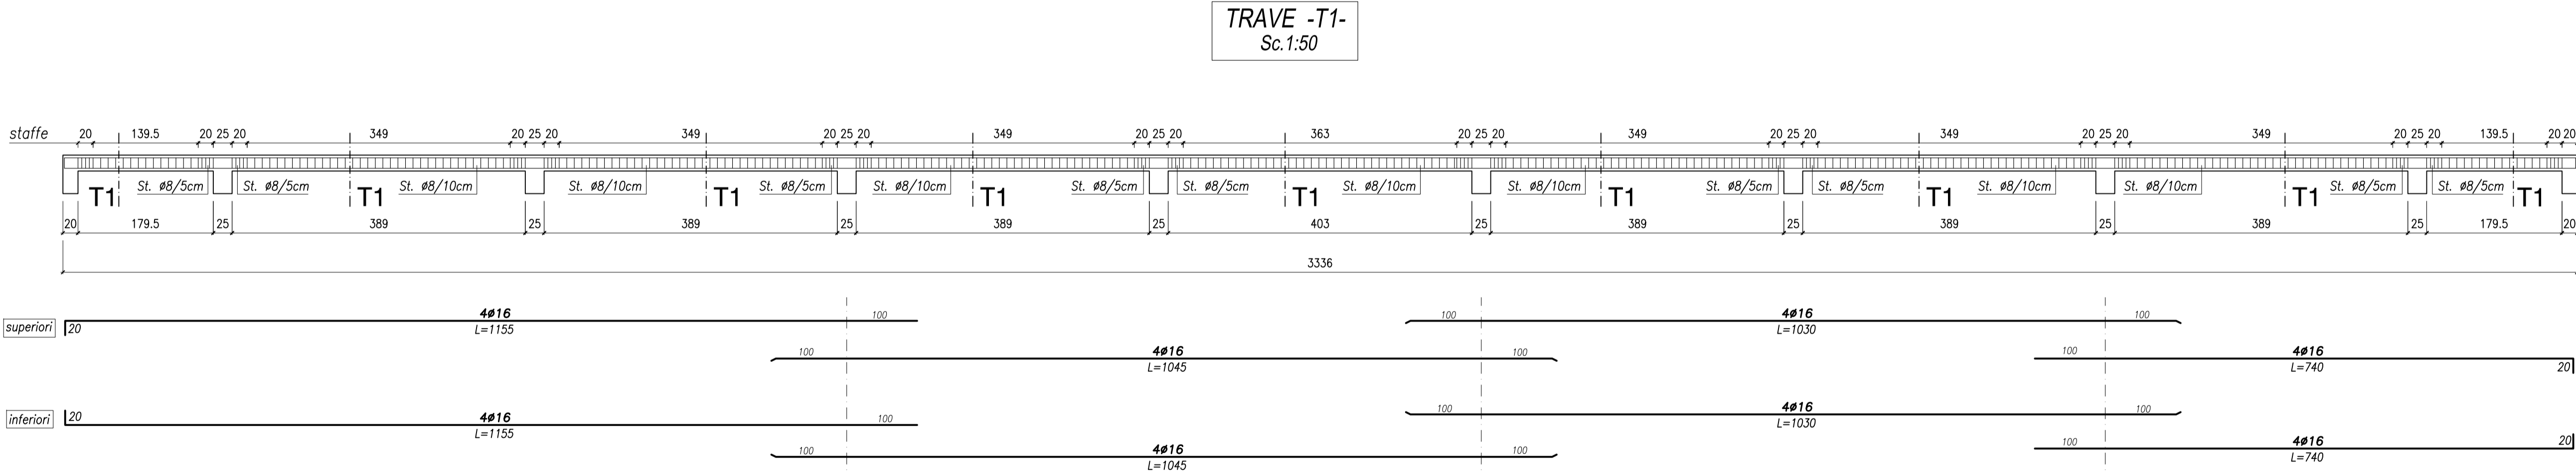 TRAVE -T1-
Sc.1:50
staffe
20 139.5 20 25 20 349 20 25 20 349 20 25 20 349 20 25 20 363 20 25 20 349 20 25 20 349 20 25 20 349 20 25 20 139.5 20 20
T1 St. ø8/5cm St. ø8/5cm T1 St. ø8/10cm St. ø8/10cm T1 St. ø8/5cm St. ø8/10cm T1 St. ø8/5cm St. ø8/5cm T1 St. ø8/10cm St. ø8/10cm T1 St. ø8/5cm St. ø8/5cm T1 St. ø8/10cm St. ø8/10cm T1 St. ø8/5cm St. ø8/5cm T1
20 179.5 25 389 25 389 25 389 25 403 25 389 25 389 25 389 25 179.5 20
3336
superiori 20 4ø16 100 100 4ø16 100
L=1155 L=1030
100 4ø16 100 100 4ø16 20
L=1045 L=740
inferiori 20 4ø16 100 100 4ø16 100
L=1155 L=1030
100 4ø16 100 100 4ø16 20
L=1045 L=740